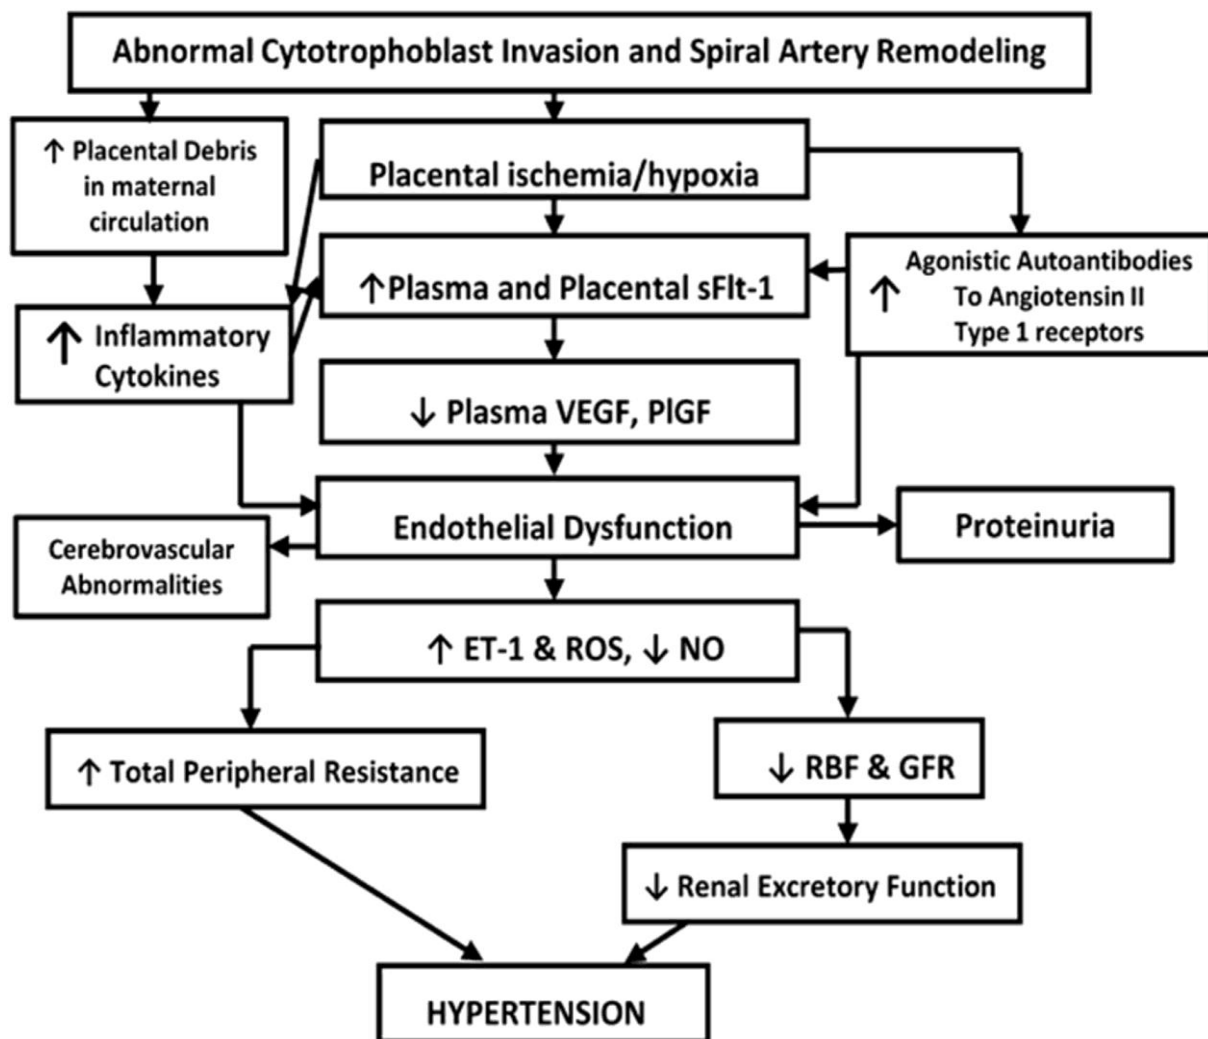 Abnormal Cytotrophoblast Invasion and Spiral Artery Remodeling
↑ Placental Debris
in maternal
circulation
Placental ischemia/hypoxia
↑Plasma and Placental sFlt-1
↑ Agonistic Autoantibodies
To Angiotensin II
Type 1 receptors
↑ Inflammatory
Cytokines
↓ Plasma VEGF, PlGF
Endothelial Dysfunction
Proteinuria
Cerebrovascular
Abnormalities
↑ ET-1 & ROS, ↓ NO
↑ Total Peripheral Resistance
↓ RBF & GFR
↓ Renal Excretory Function
HYPERTENSION